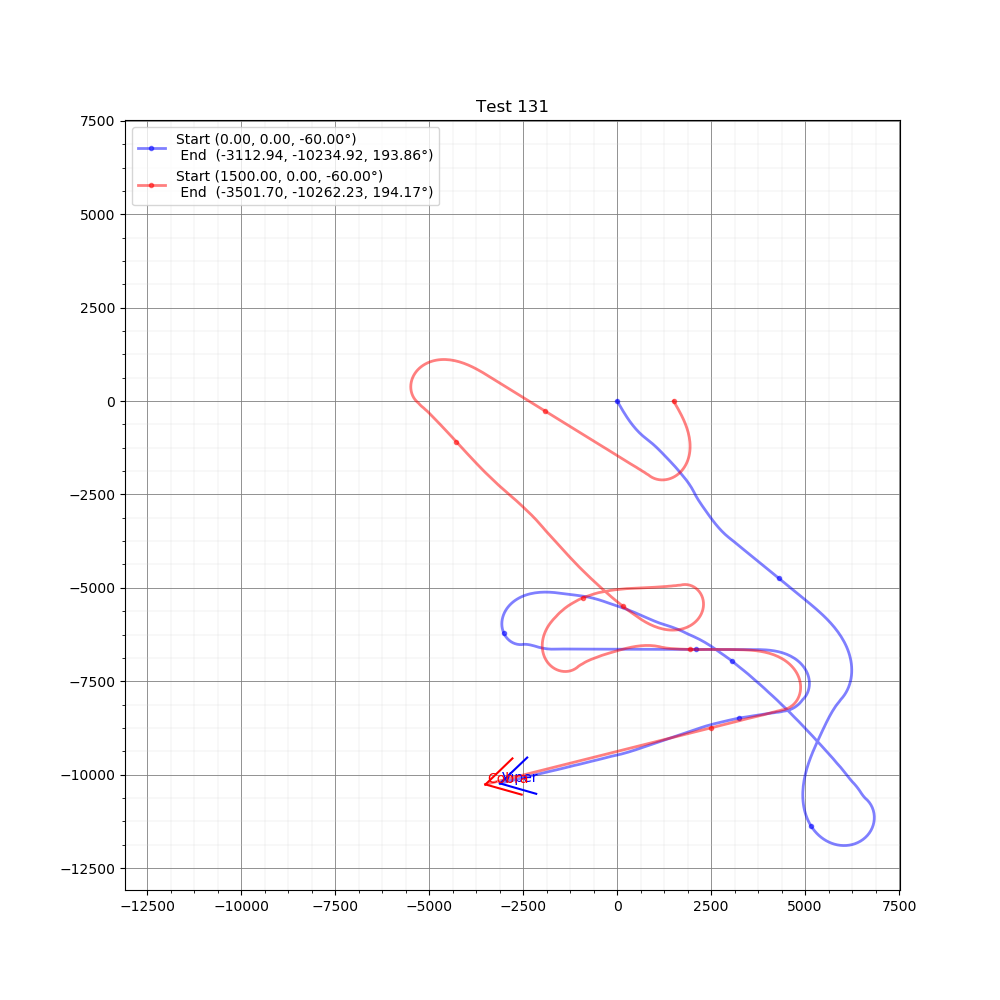 Test 131
Start (0.00, 0.00, -60.00°)
End (-3112.94, -10234.92, 193.86°)
Start (1500.00, 0.00, -60.00°)
End (-3501.70, -10262.23, 194.17°)
7500
5000
2500
0
−2500
−5000
−7500
−10000
−12500
Viper
−12500 −10000 −7500 −5000 −2500 0 2500 5000 7500